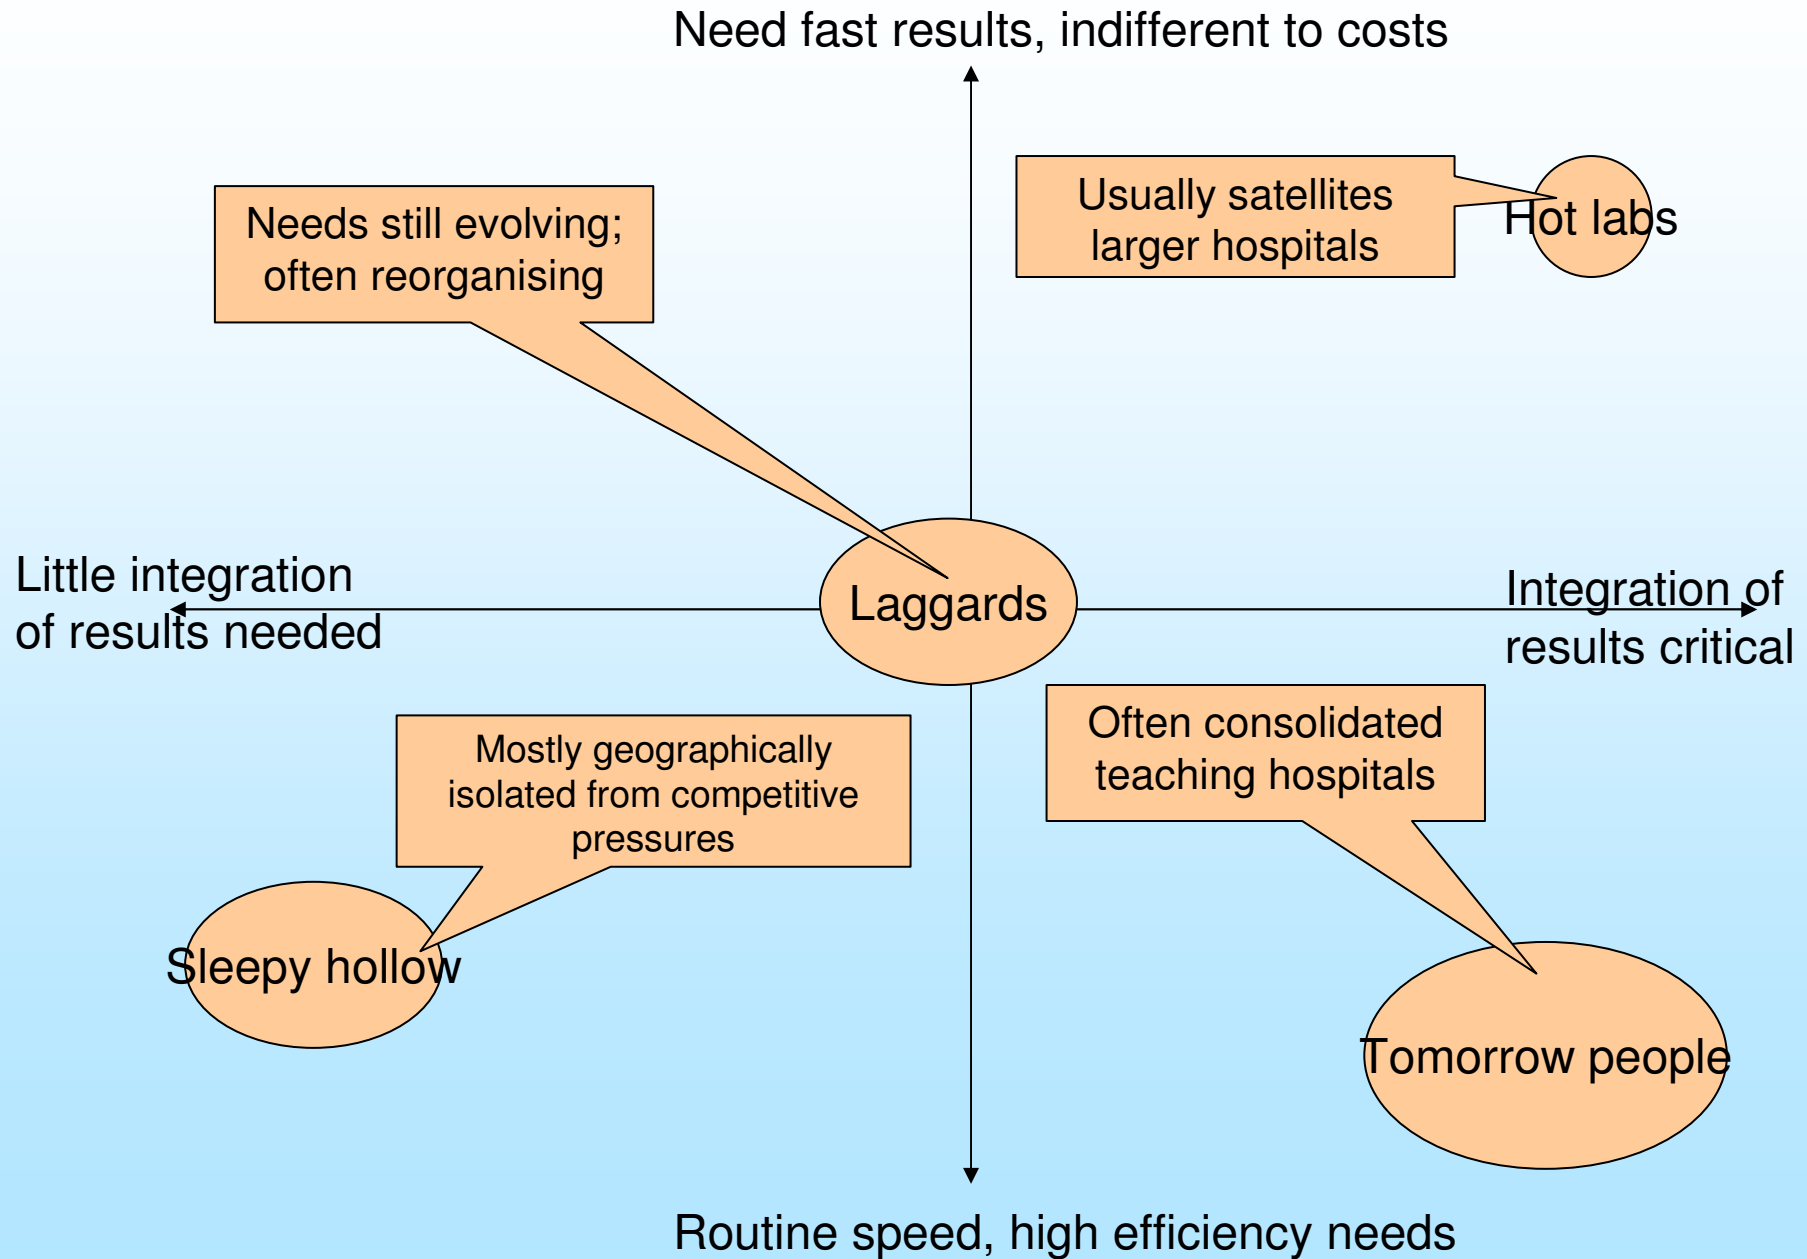 Need fast results, indifferent to costs
Usually satellites
larger hospitals
Hot labs
Needs still evolving;
often reorganising
Little integration
of results needed
Laggards
Integration of
results critical
Mostly geographically
isolated from competitive
pressures
Often consolidated
teaching hospitals
Sleepy hollow
Tomorrow people
Routine speed, high efficiency needs